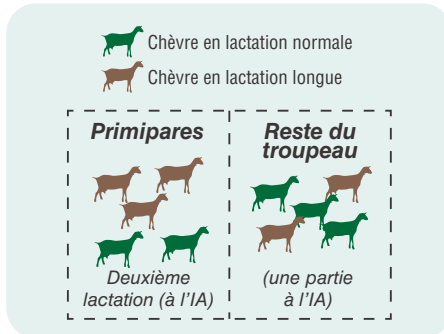 Chèvre en lactation normale
Chèvre en lactation longue
Primipares
Deuxième
lactation (à l'IA)
Reste du
troupeau
(une partie
à l'IA)